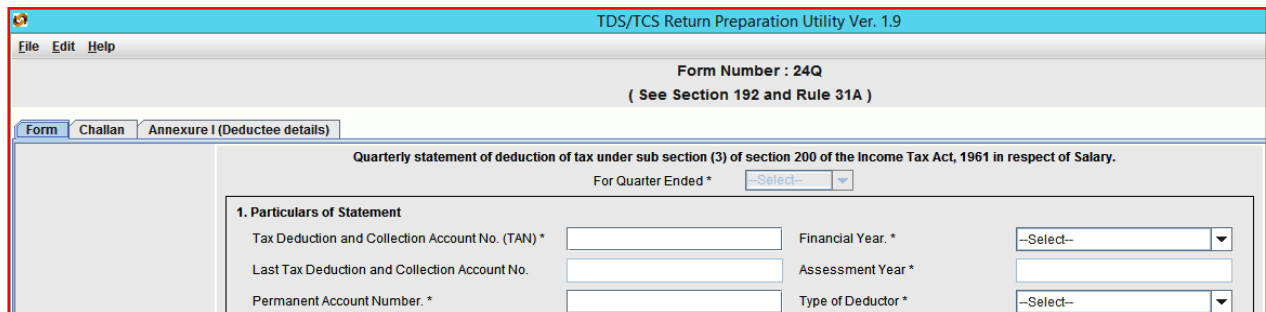 TDS/TCS Return Preparation Utility Ver. 1.9
File Edit Help
Form Number : 24Q
( See Section 192 and Rule 31A )
Form Challan Annexure I (Deductee details)
Quarterly statement of deduction of tax under sub section (3) of section 200 of the Income Tax Act, 1961 in respect of Salary.
For Quarter Ended * --Select--
1. Particulars of Statement
Tax Deduction and Collection Account No. (TAN) * Financial Year. * --Select--
Last Tax Deduction and Collection Account No. Assessment Year *
Permanent Account Number. * Type of Deductor * --Select--